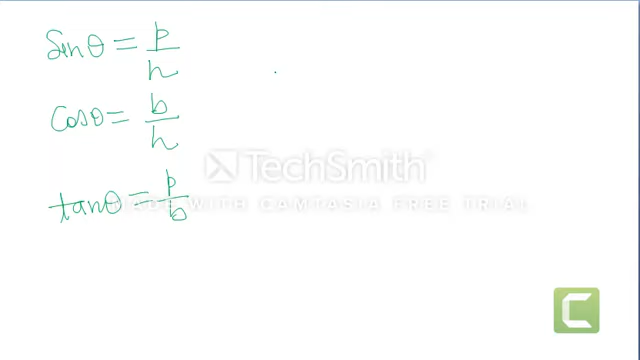 Sinθ = p/h
Cosθ = b/h
TechSmith
tanθ = p/b
MADE WITH CAMTASIA FREE TRIAL
C